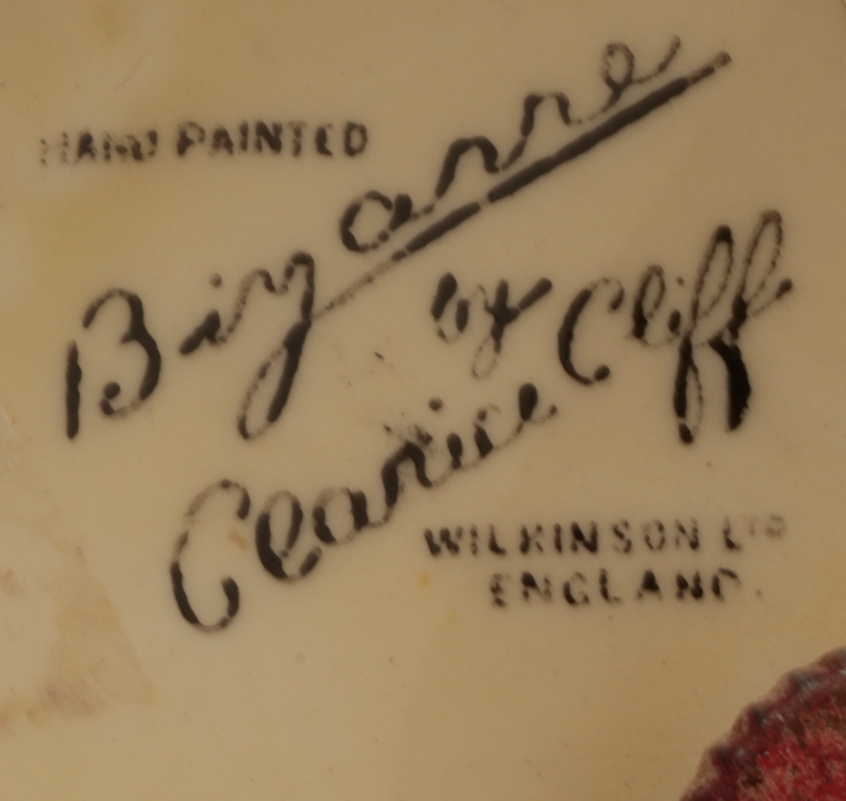 HAND PAINTED
Bizarre
by
Clarice Cliff
WILKINSON LTD
ENGLAND.